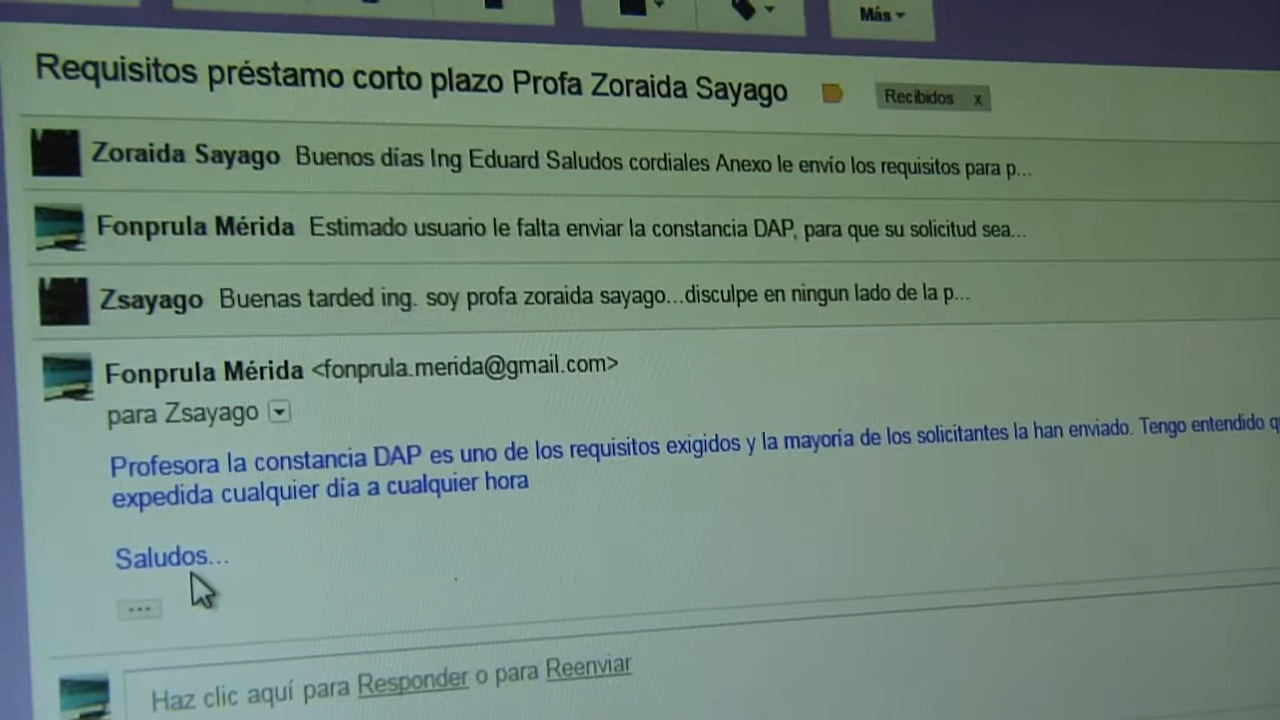 Más
Requisitos préstamo corto plazo Profa Zoraida Sayago
Recibidos x
Zoraida Sayago Buenos días Ing Eduard Saludos cordiales Anexo le envío los requisitos para p...
Fonprula Mérida Estimado usuario le falta enviar la constancia DAP, para que su solicitud sea...
Zsayago Buenas tarded ing. soy profa zoraida sayago...disculpe en ningun lado de la p...
Fonprula Mérida <fonprula.merida@gmail.com>
para Zsayago
Profesora la constancia DAP es uno de los requisitos exigidos y la mayoría de los solicitantes la han enviado. Tengo entendido
expedida cualquier día a cualquier hora
Saludos...
Haz clic aquí para Responder o para Reenviar